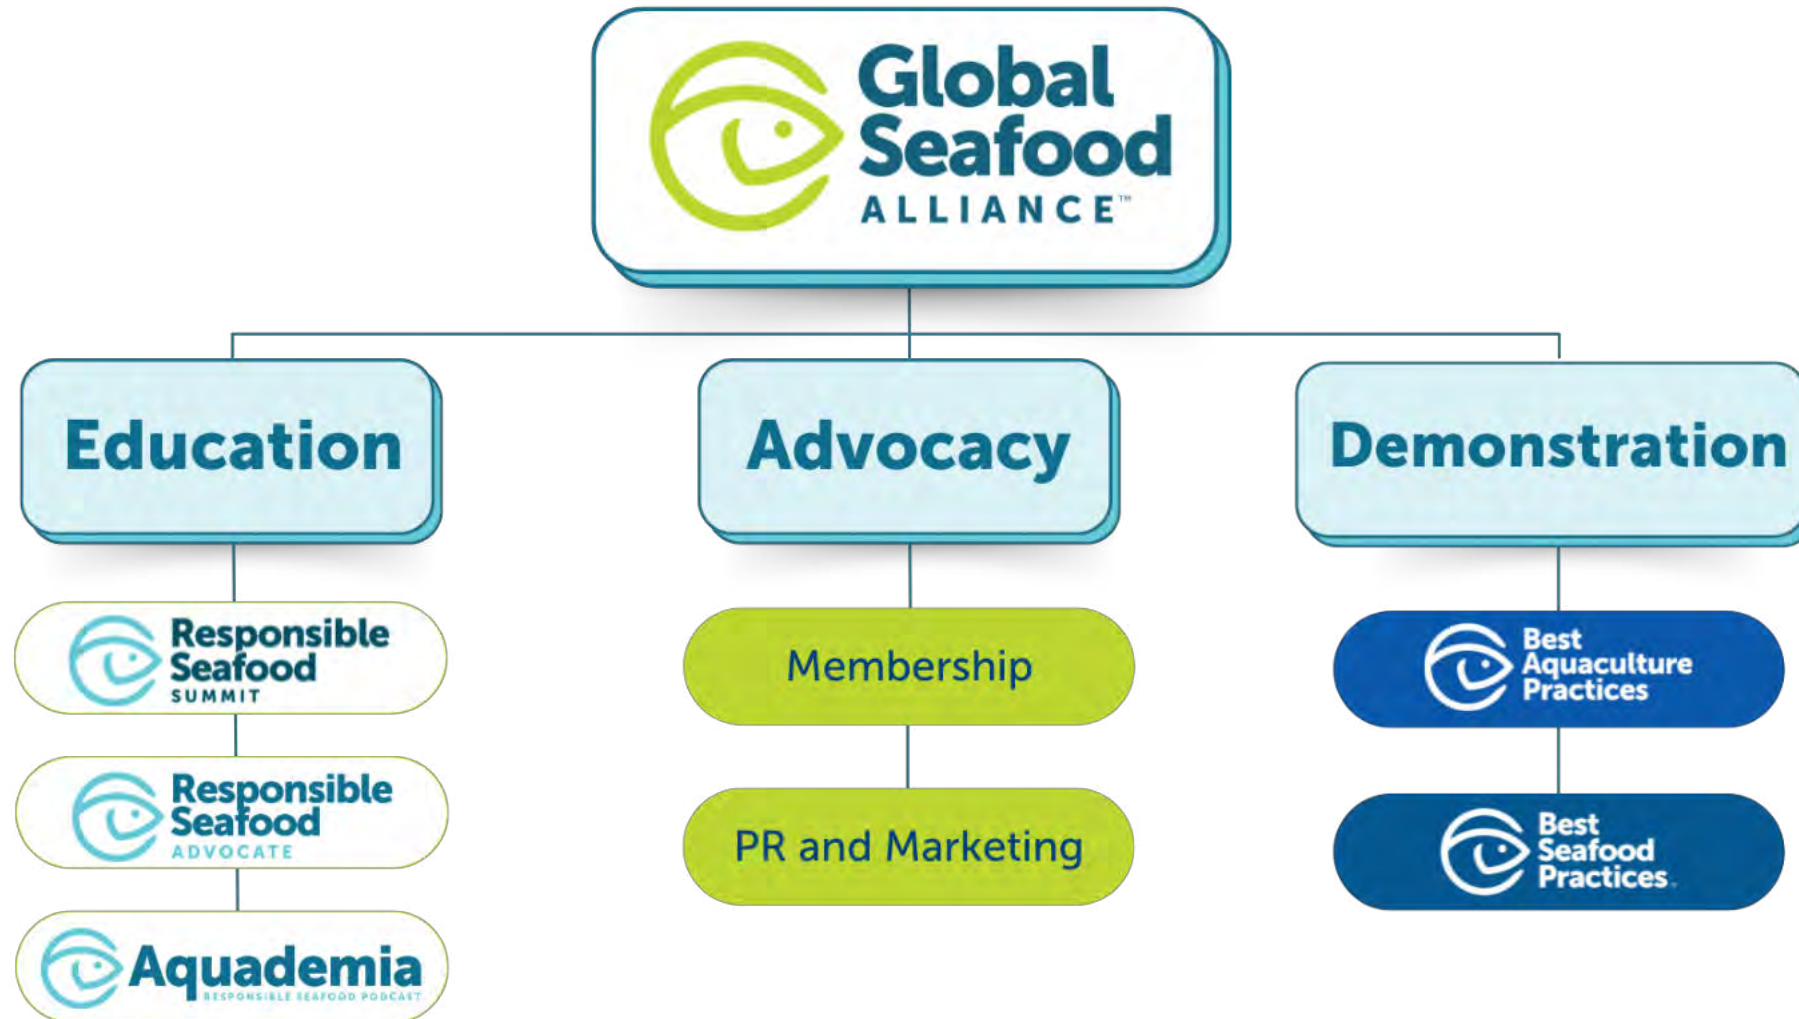 Global
Seafood
ALLIANCE™
Education
Advocacy
Demonstration
Responsible
Seafood
SUMMIT
Responsible
Seafood
ADVOCATE
Aquademia
RESPONSIBLE SEAFOOD PODCAST
Membership
PR and Marketing
Best
Aquaculture
Practices
Best
Seafood
Practices